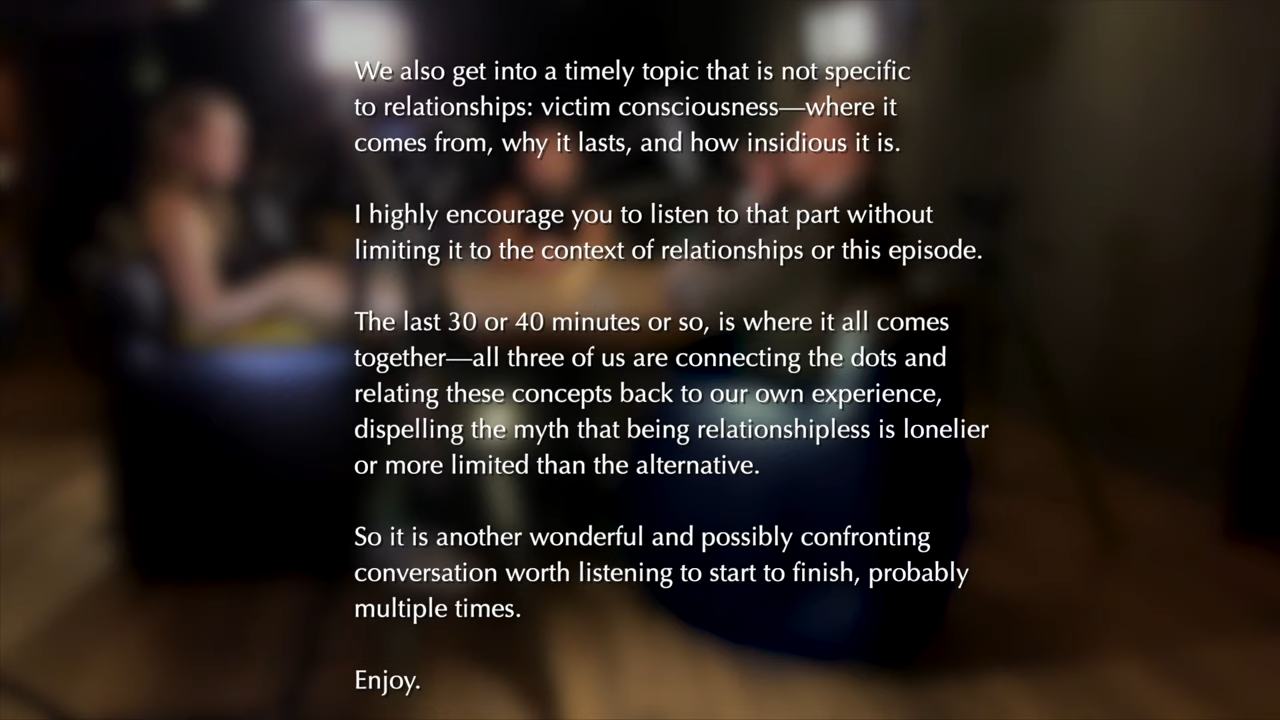 We also get into a timely topic that is not specific
to relationships: victim consciousness—where it
comes from, why it lasts, and how insidious it is.
I highly encourage you to listen to that part without
limiting it to the context of relationships or this episode.
The last 30 or 40 minutes or so, is where it all comes
together—all three of us are connecting the dots and
relating these concepts back to our own experience,
dispelling the myth that being relationshipless is lonelier
or more limited than the alternative.
So it is another wonderful and possibly confronting
conversation worth listening to start to finish, probably
multiple times.
Enjoy.